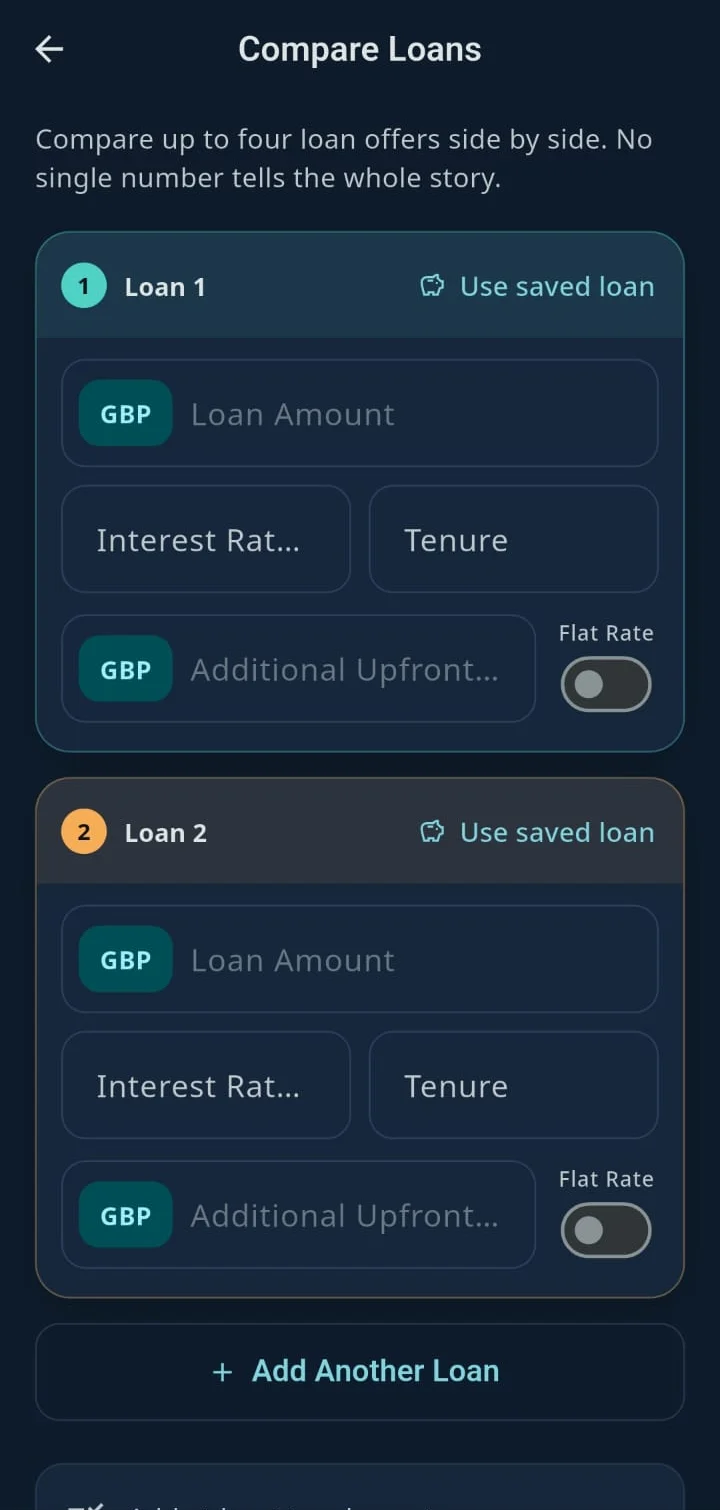 Compare Loans
Compare up to four loan offers side by side. No
single number tells the whole story.
1 Loan 1 Use saved loan
GBP Loan Amount
Interest Rat... Tenure
Flat Rate
GBP Additional Upfront...
2 Loan 2 Use saved loan
GBP Loan Amount
Interest Rat... Tenure
Flat Rate
GBP Additional Upfront...
+ Add Another Loan